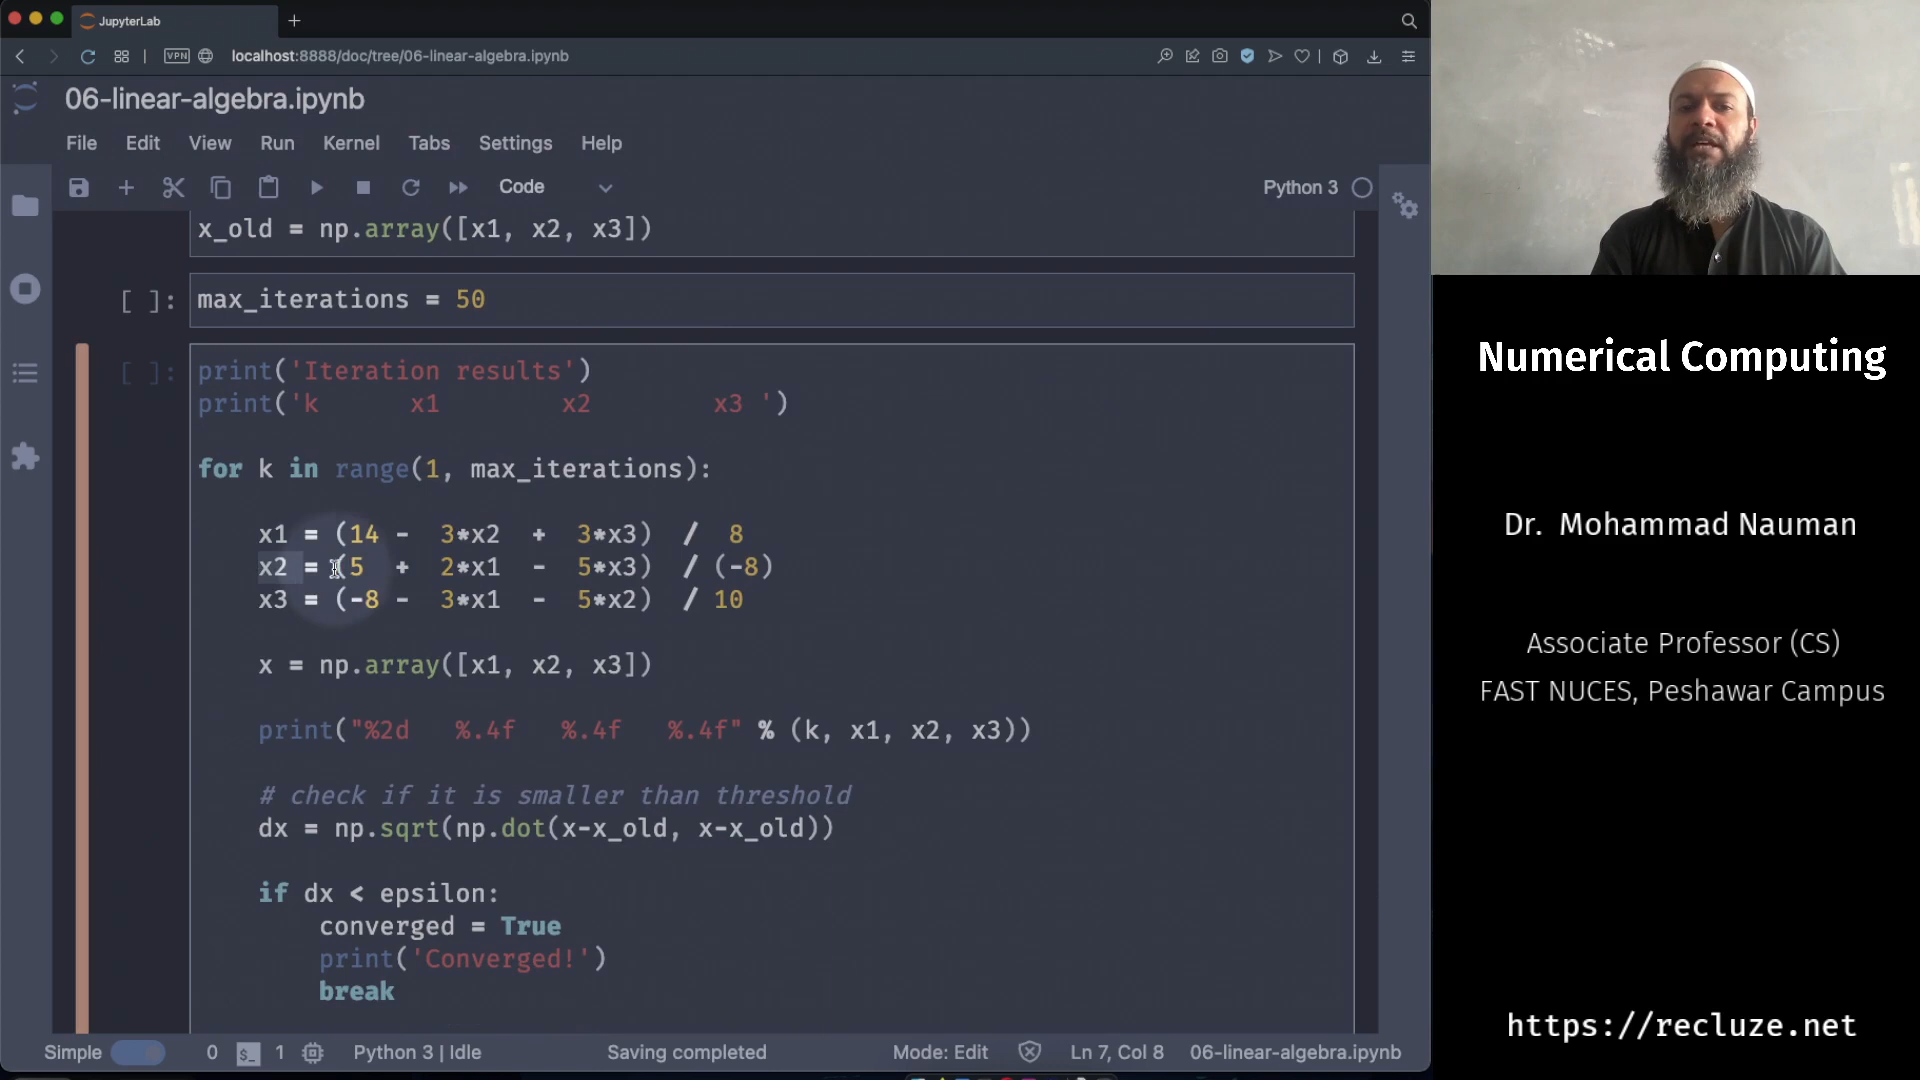 JupyterLab
VPN
localhost:8888/doc/tree/06-linear-algebra.ipynb
06-linear-algebra.ipynb
File Edit View Run Kernel Tabs Settings Help
Code
Python 3
x_old = np.array([x1, x2, x3])
[ ]: max_iterations = 50
[ ]: print('Iteration results')
print('k      x1        x2        x3 ')
for k in range(1, max_iterations):
x1 = (14 -  3*x2  +  3*x3)  /  8
x2 = (5  +  2*x1  -  5*x3)  / (-8)
x3 = (-8 -  3*x1  -  5*x2)  / 10
x = np.array([x1, x2, x3])
print("%2d   %.4f   %.4f   %.4f" % (k, x1, x2, x3))
# check if it is smaller than threshold
dx = np.sqrt(np.dot(x-x_old, x-x_old))
if dx < epsilon:
converged = True
print('Converged!')
break
Simple 0 $_ 1 Python 3 | Idle Saving completed Mode: Edit Ln 7, Col 8 06-linear-algebra.ipynb
Numerical Computing
Dr. Mohammad Nauman
Associate Professor (CS)
FAST NUCES, Peshawar Campus
https://recluze.net